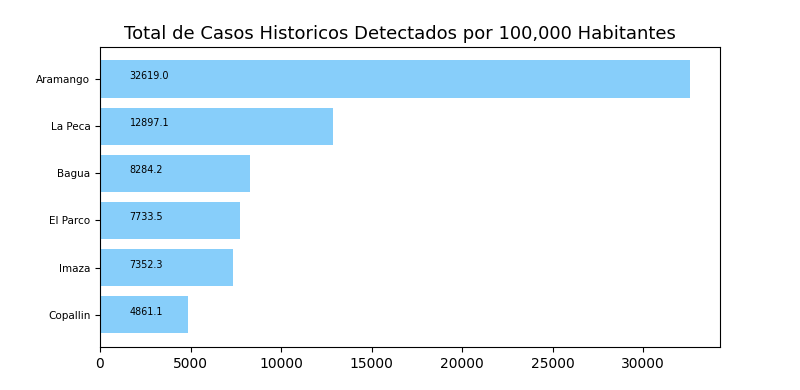 Total de Casos Historicos Detectados por 100,000 Habitantes
Aramango 32619.0
La Peca 12897.1
Bagua 8284.2
El Parco 7733.5
Imaza 7352.3
Copallin 4861.1
0 5000 10000 15000 20000 25000 30000